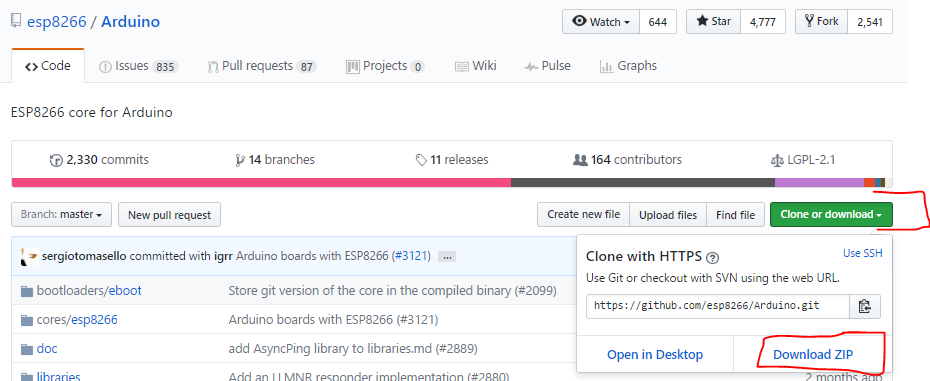 esp8266 / Arduino
Watch 644 Star 4,777 Fork 2,541
Code Issues 835 Pull requests 87 Projects 0 Wiki Pulse Graphs
ESP8266 core for Arduino
2,330 commits 14 branches 11 releases 164 contributors LGPL-2.1
Branch: master New pull request Create new file Upload files Find file Clone or download
sergiotomasello committed with igrr Arduino boards with ESP8266 (#3121) ...
bootloaders/eboot Store git version of the core in the compiled binary (#2099)
cores/esp8266 Arduino boards with ESP8266 (#3121)
doc add AsyncPing library to libraries.md (#2889)
libraries Add an LLMNR responder implementation (#2880) 2 months ago
Clone with HTTPS ? Use SSH
Use Git or checkout with SVN using the web URL.
https://github.com/esp8266/Arduino.git
Open in Desktop Download ZIP